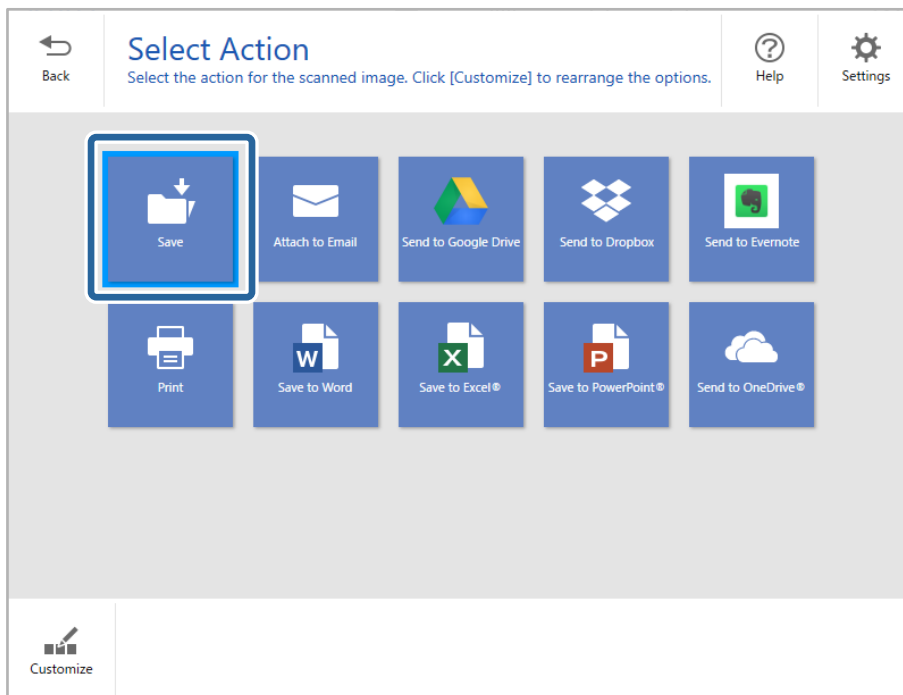 Back
Select Action
Select the action for the scanned image. Click [Customize] to rearrange the options.
Help
Settings
Save
Attach to Email
Send to Google Drive
Send to Dropbox
Send to Evernote
Print
W
Save to Word
X
Save to Excel®
P
Save to PowerPoint®
Send to OneDrive®
Customize